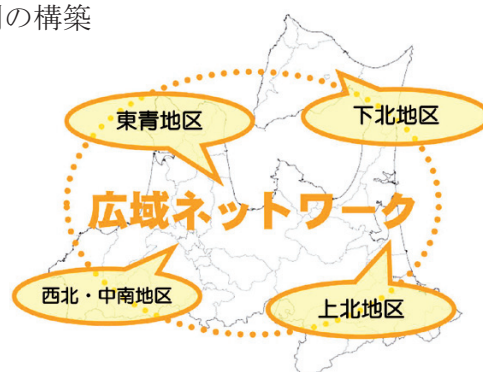 の構築
東青地区
下北地区
広域ネットワーク
西北・中南地区
上北地区